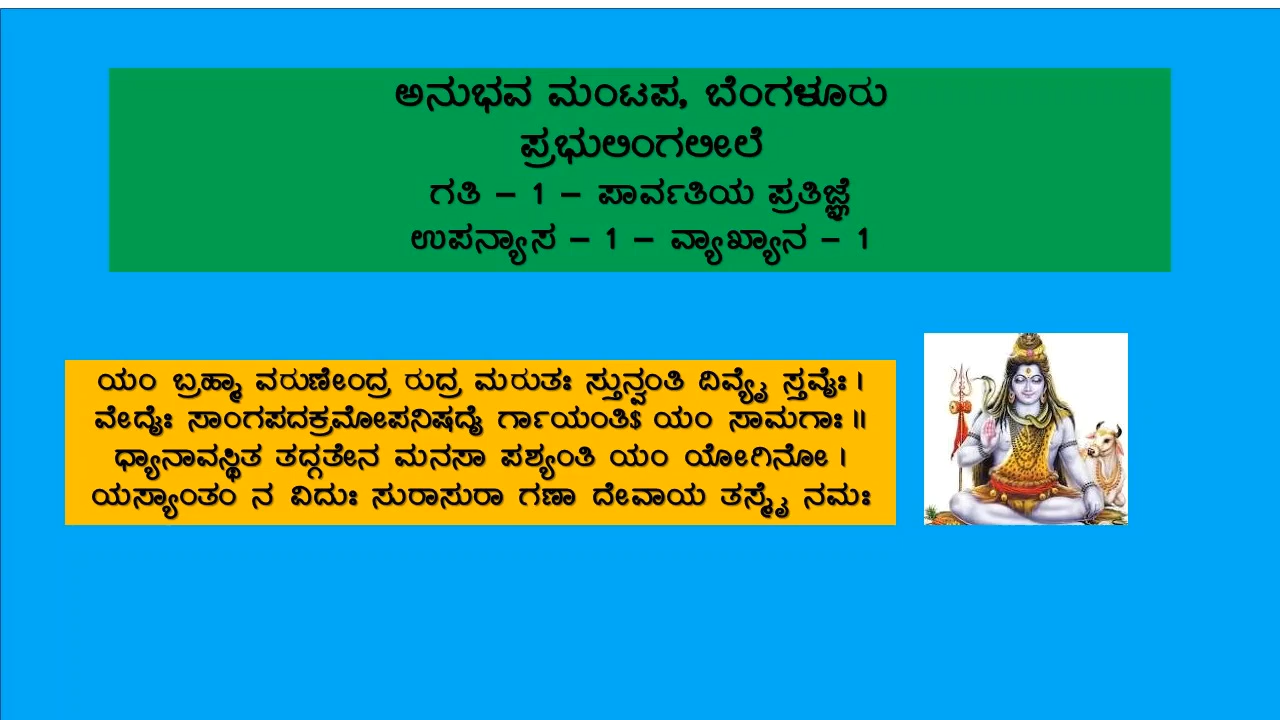 ಅನುಭವ ಮಂಟಪ, ಬೆಂಗಳೂರು
ಪ್ರಭುಲಿಂಗಲೀಲೆ
ಗತಿ – 1 – ಪಾರ್ವತಿಯ ಪ್ರತಿಜ್ಞೆ
ಉಪನ್ಯಾಸ – 1 – ವ್ಯಾಖ್ಯಾನ – 1
ಯಂ ಬ್ರಹ್ಮಾ ವರುಣೇಂದ್ರ ರುದ್ರ ಮರುತಃ ಸ್ತುನ್ವಂತಿ ದಿವ್ಯೈ ಸ್ತವೈಃ ।
ವೇದೈಃ ಸಾಂಗಪದಕ್ರಮೋಪನಿಷದೈ ರ್ಗಾಯಂತಿ$ ಯಂ ಸಾಮಗಾಃ ॥
ಧ್ಯಾನಾವಸ್ಥಿತ ತದ್ಗತೇನ ಮನಸಾ ಪಶ್ಯಂತಿ ಯಂ ಯೋಗಿನೋ ।
ಯಸ್ಯಾಂತಂ ನ ವಿದುಃ ಸುರಾಸುರಾ ಗಣಾ ದೇವಾಯ ತಸ್ಮೈ ನಮಃ